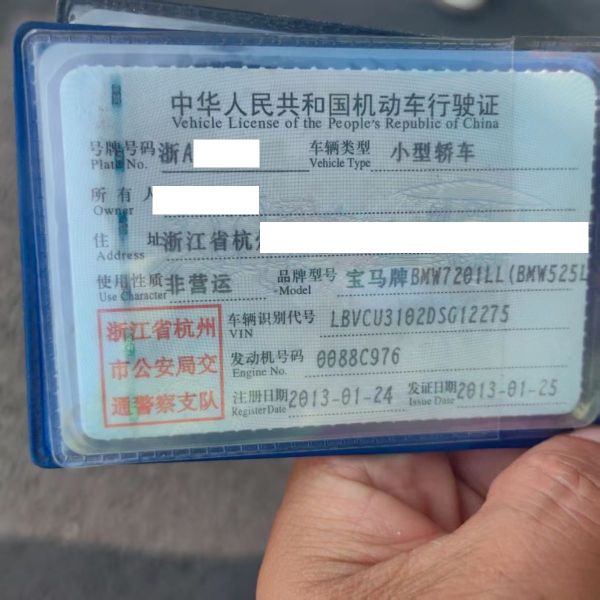 中华人民共和国机动车行驶证
Vehicle License of the People's Republic of China
号牌号码 浙A 车辆类型 小型轿车
Plate No. Vehicle Type
所有人
Owner
住址 浙江省杭
Address
使用性质 非营运 品牌型号 宝马牌BMW7201LL(BMW525L
Use Character Model
浙江省杭州 车辆识别代号 LBVCU3102DSG12275
VIN
市公安局交 发动机号码 0088C976
Engine No.
通警察支队 注册日期 2013-01-24 发证日期 2013-01-25
Register Date Issue Date